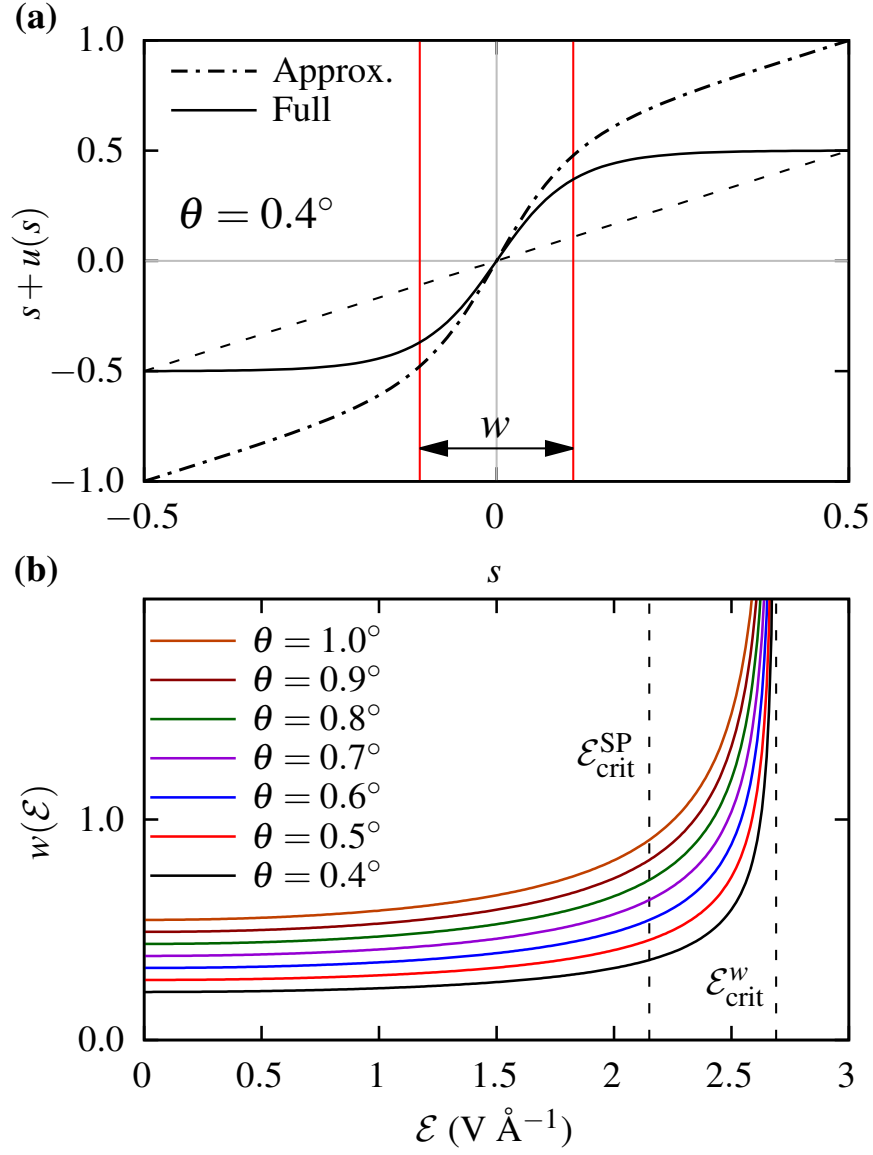 (a)
1.0
Approx.
Full
0.5
θ = 0.4°
s + u(s)
0.0
−0.5
w
−1.0
−0.5 0 0.5
s
(b)
θ = 1.0°
θ = 0.9°
θ = 0.8°
θ = 0.7°
θ = 0.6°
θ = 0.5°
θ = 0.4°
ℰ^SP_crit
w(ℰ)
1.0
ℰ^w_crit
0.0
0 0.5 1 1.5 2 2.5 3
ℰ (V Å⁻¹)